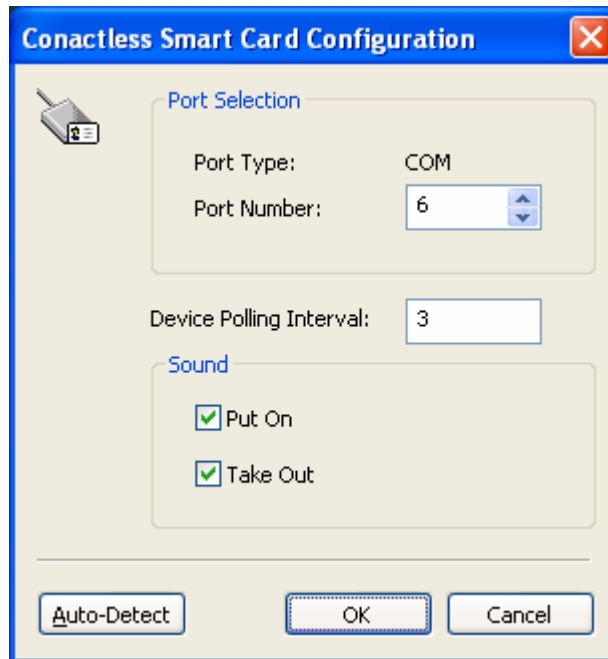 Conactless Smart Card Configuration
Port Selection
Port Type: COM
Port Number: 6
Device Polling Interval: 3
Sound
Put On
Take Out
Auto-Detect OK Cancel